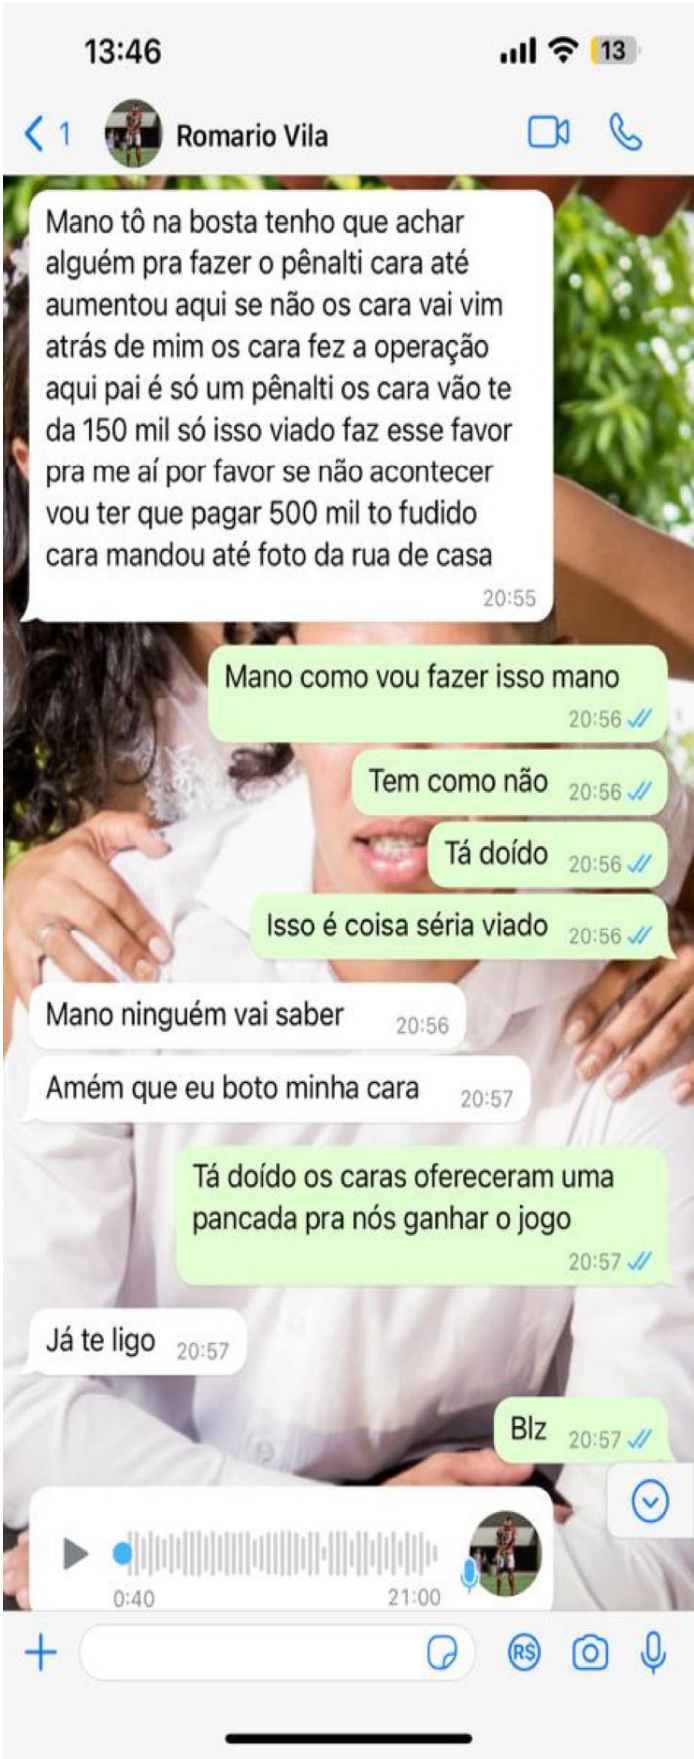 13:46
13
1
Romario Vila
Mano tô na bosta tenho que achar
alguém pra fazer o pênalti cara até
aumentou aqui se não os cara vai vim
atrás de mim os cara fez a operação
aqui pai é só um pênalti os cara vão te
da 150 mil só isso viado faz esse favor
pra me aí por favor se não acontecer
vou ter que pagar 500 mil to fudido
cara mandou até foto da rua de casa
20:55
Mano como vou fazer isso mano
20:56
Tem como não 20:56
Tá doído 20:56
Isso é coisa séria viado 20:56
Mano ninguém vai saber 20:56
Amém que eu boto minha cara 20:57
Tá doído os caras ofereceram uma
pancada pra nós ganhar o jogo
20:57
Já te ligo 20:57
Blz 20:57
0:40 21:00
R$